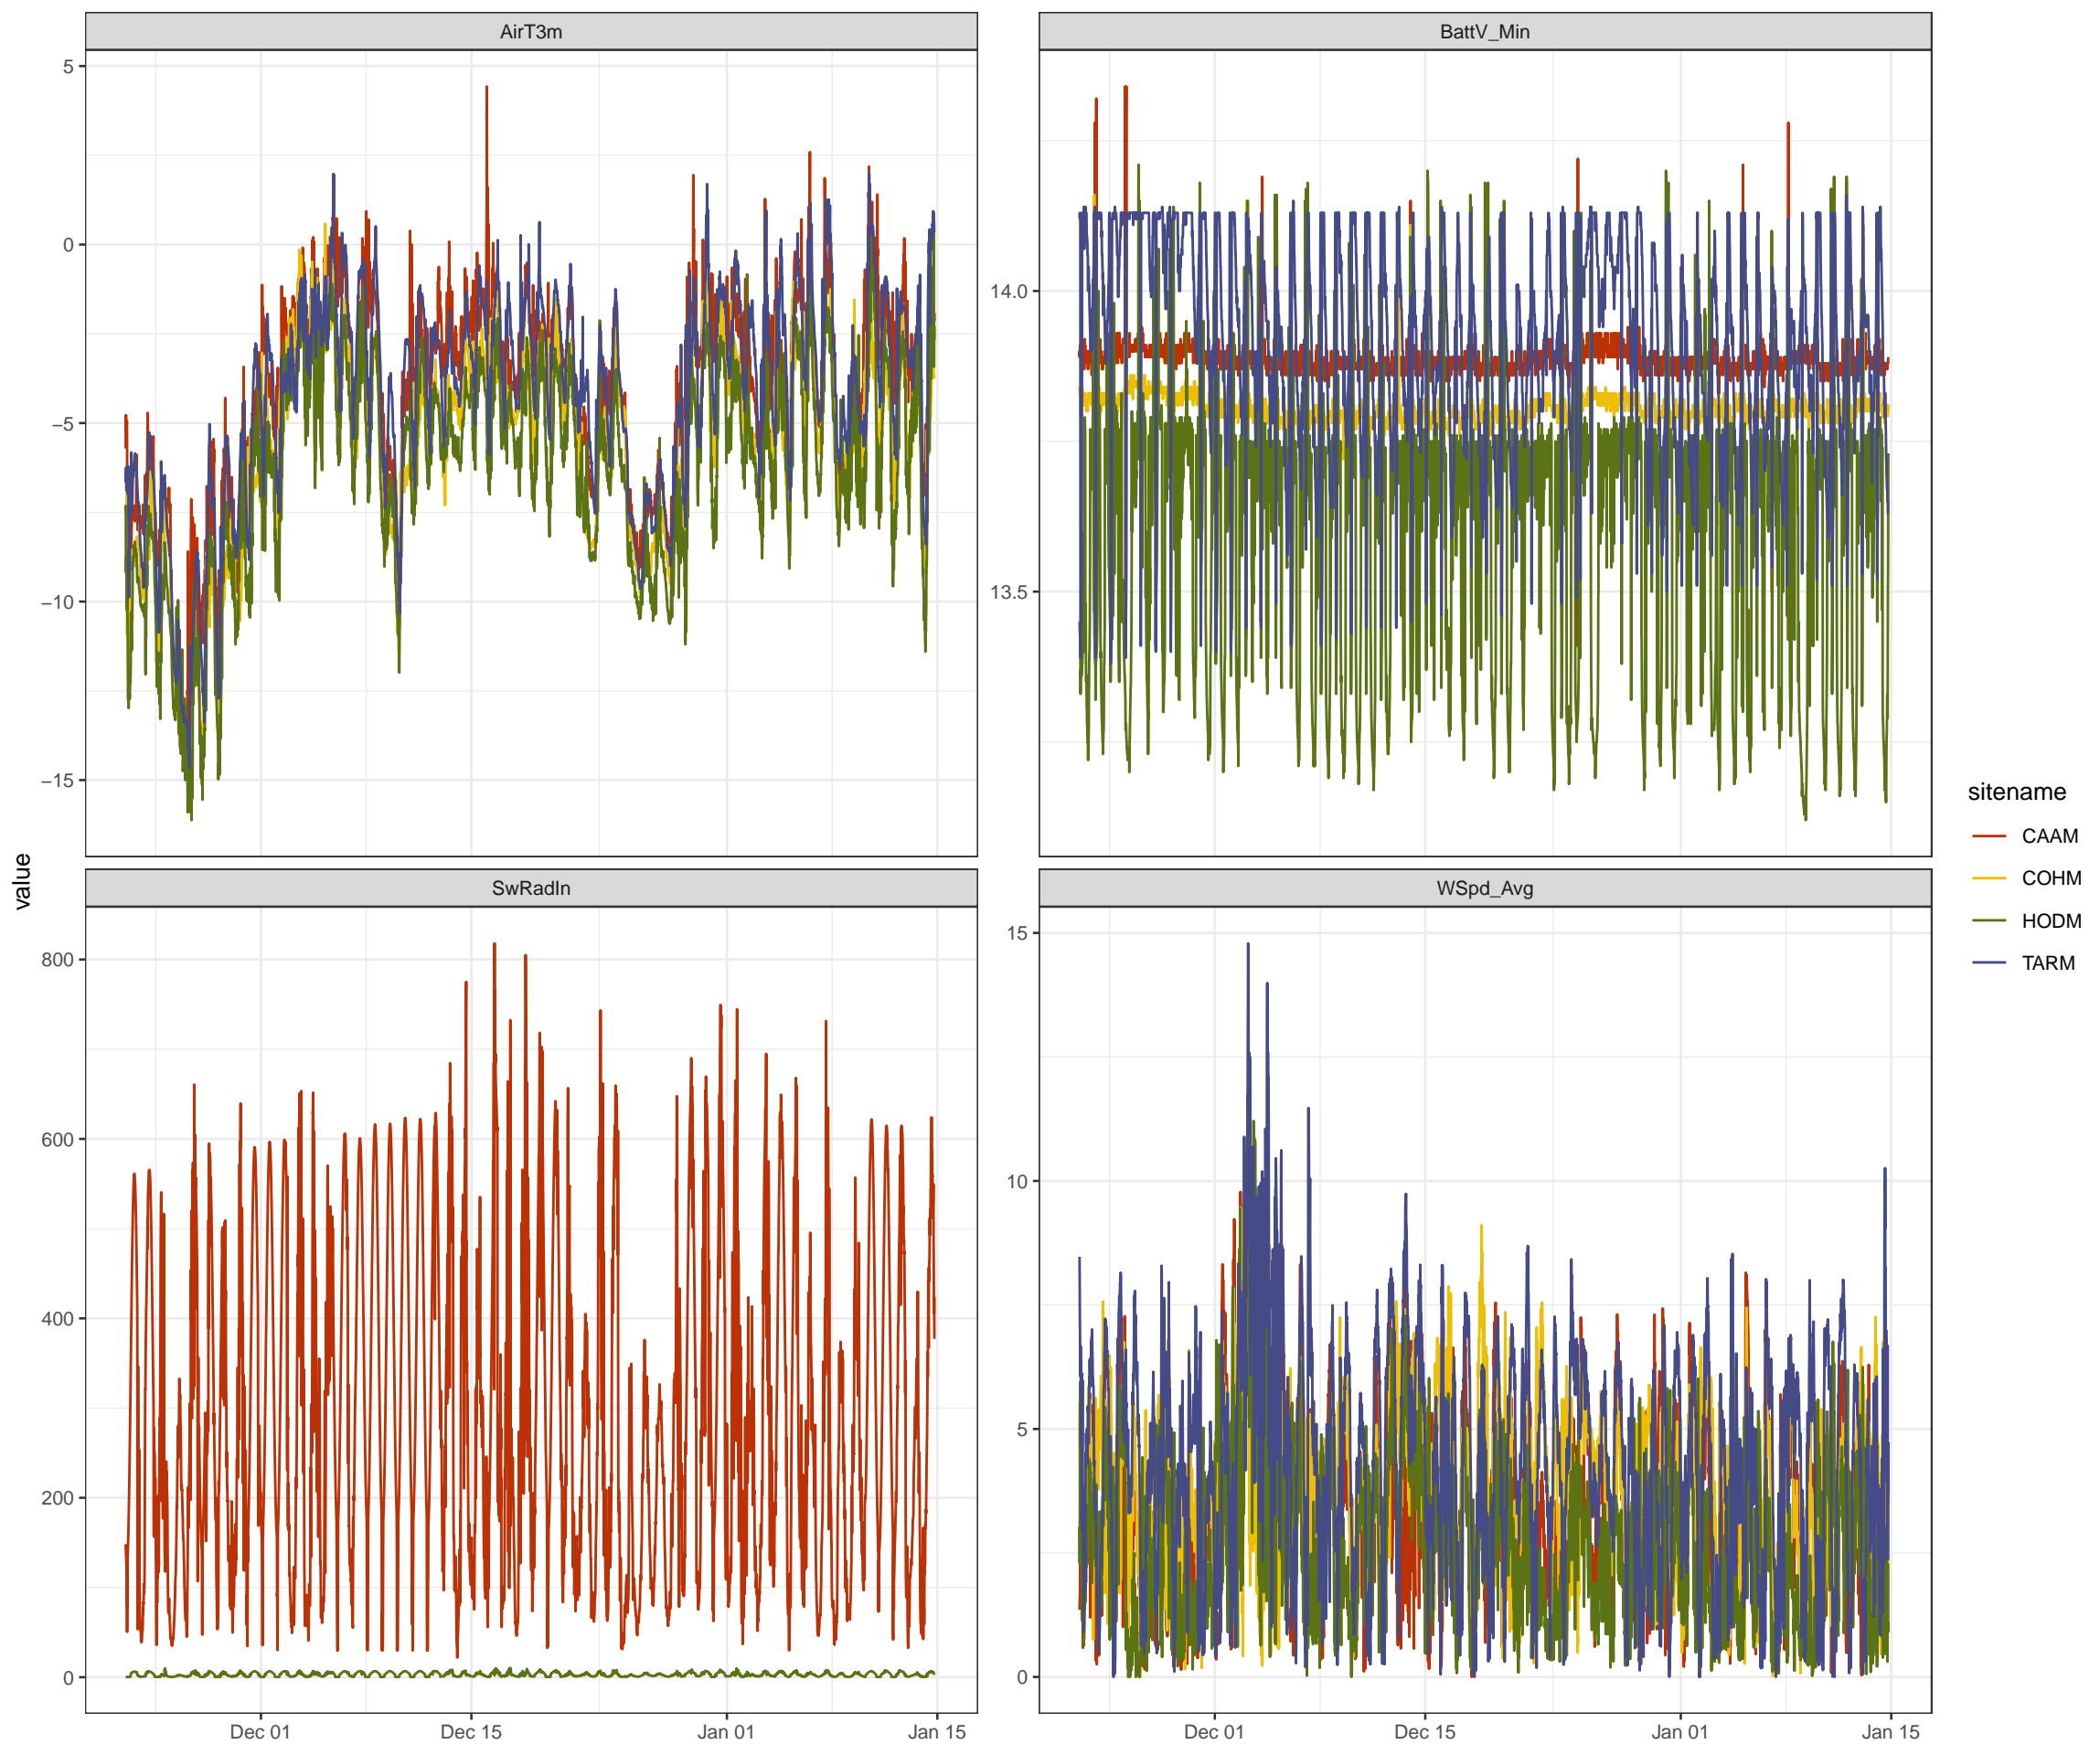 AirT3m
BattV_Min
5
0
−5
−10
−15
14.0
13.5
SwRadIn
WSpd_Avg
800
600
400
200
0
15
10
5
0
Dec 01
Dec 15
Jan 01
Jan 15
Dec 01
Dec 15
Jan 01
Jan 15
value
sitename
CAAM
COHM
HODM
TARM